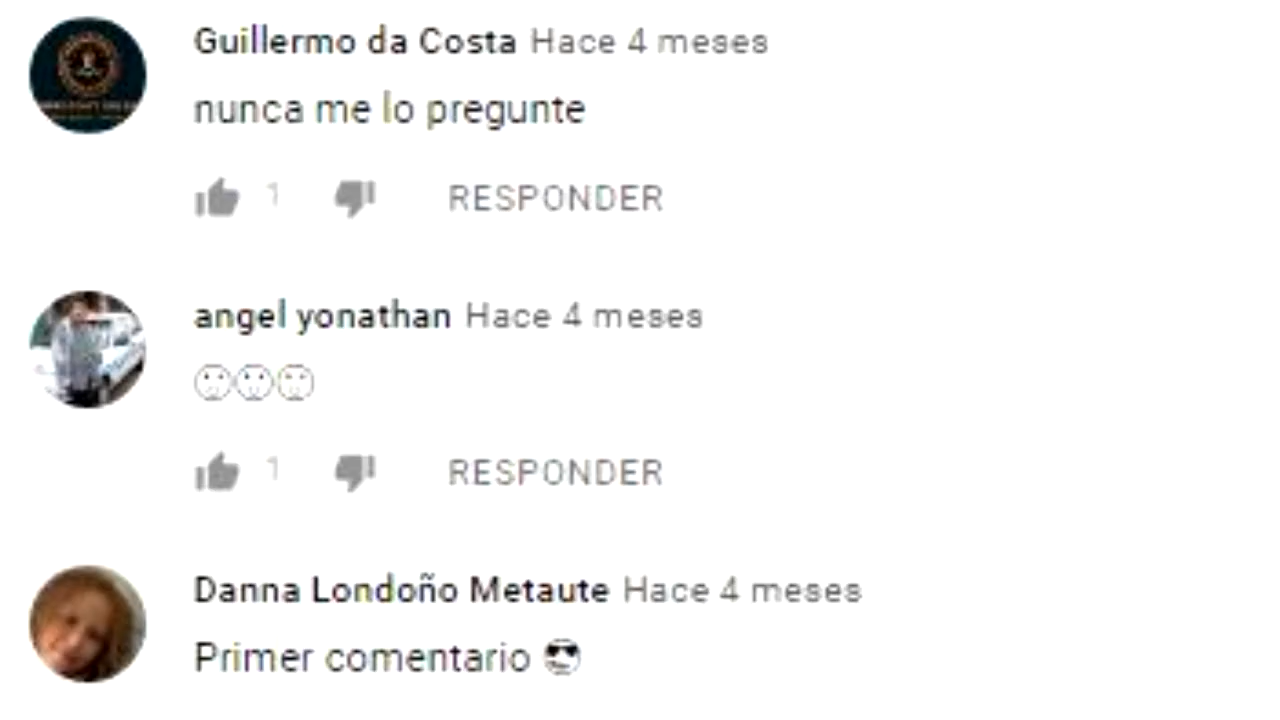 Guillermo da Costa Hace 4 meses
nunca me lo pregunte
1 RESPONDER
angel yonathan Hace 4 meses
1 RESPONDER
Danna Londoño Metaute Hace 4 meses
Primer comentario 😎